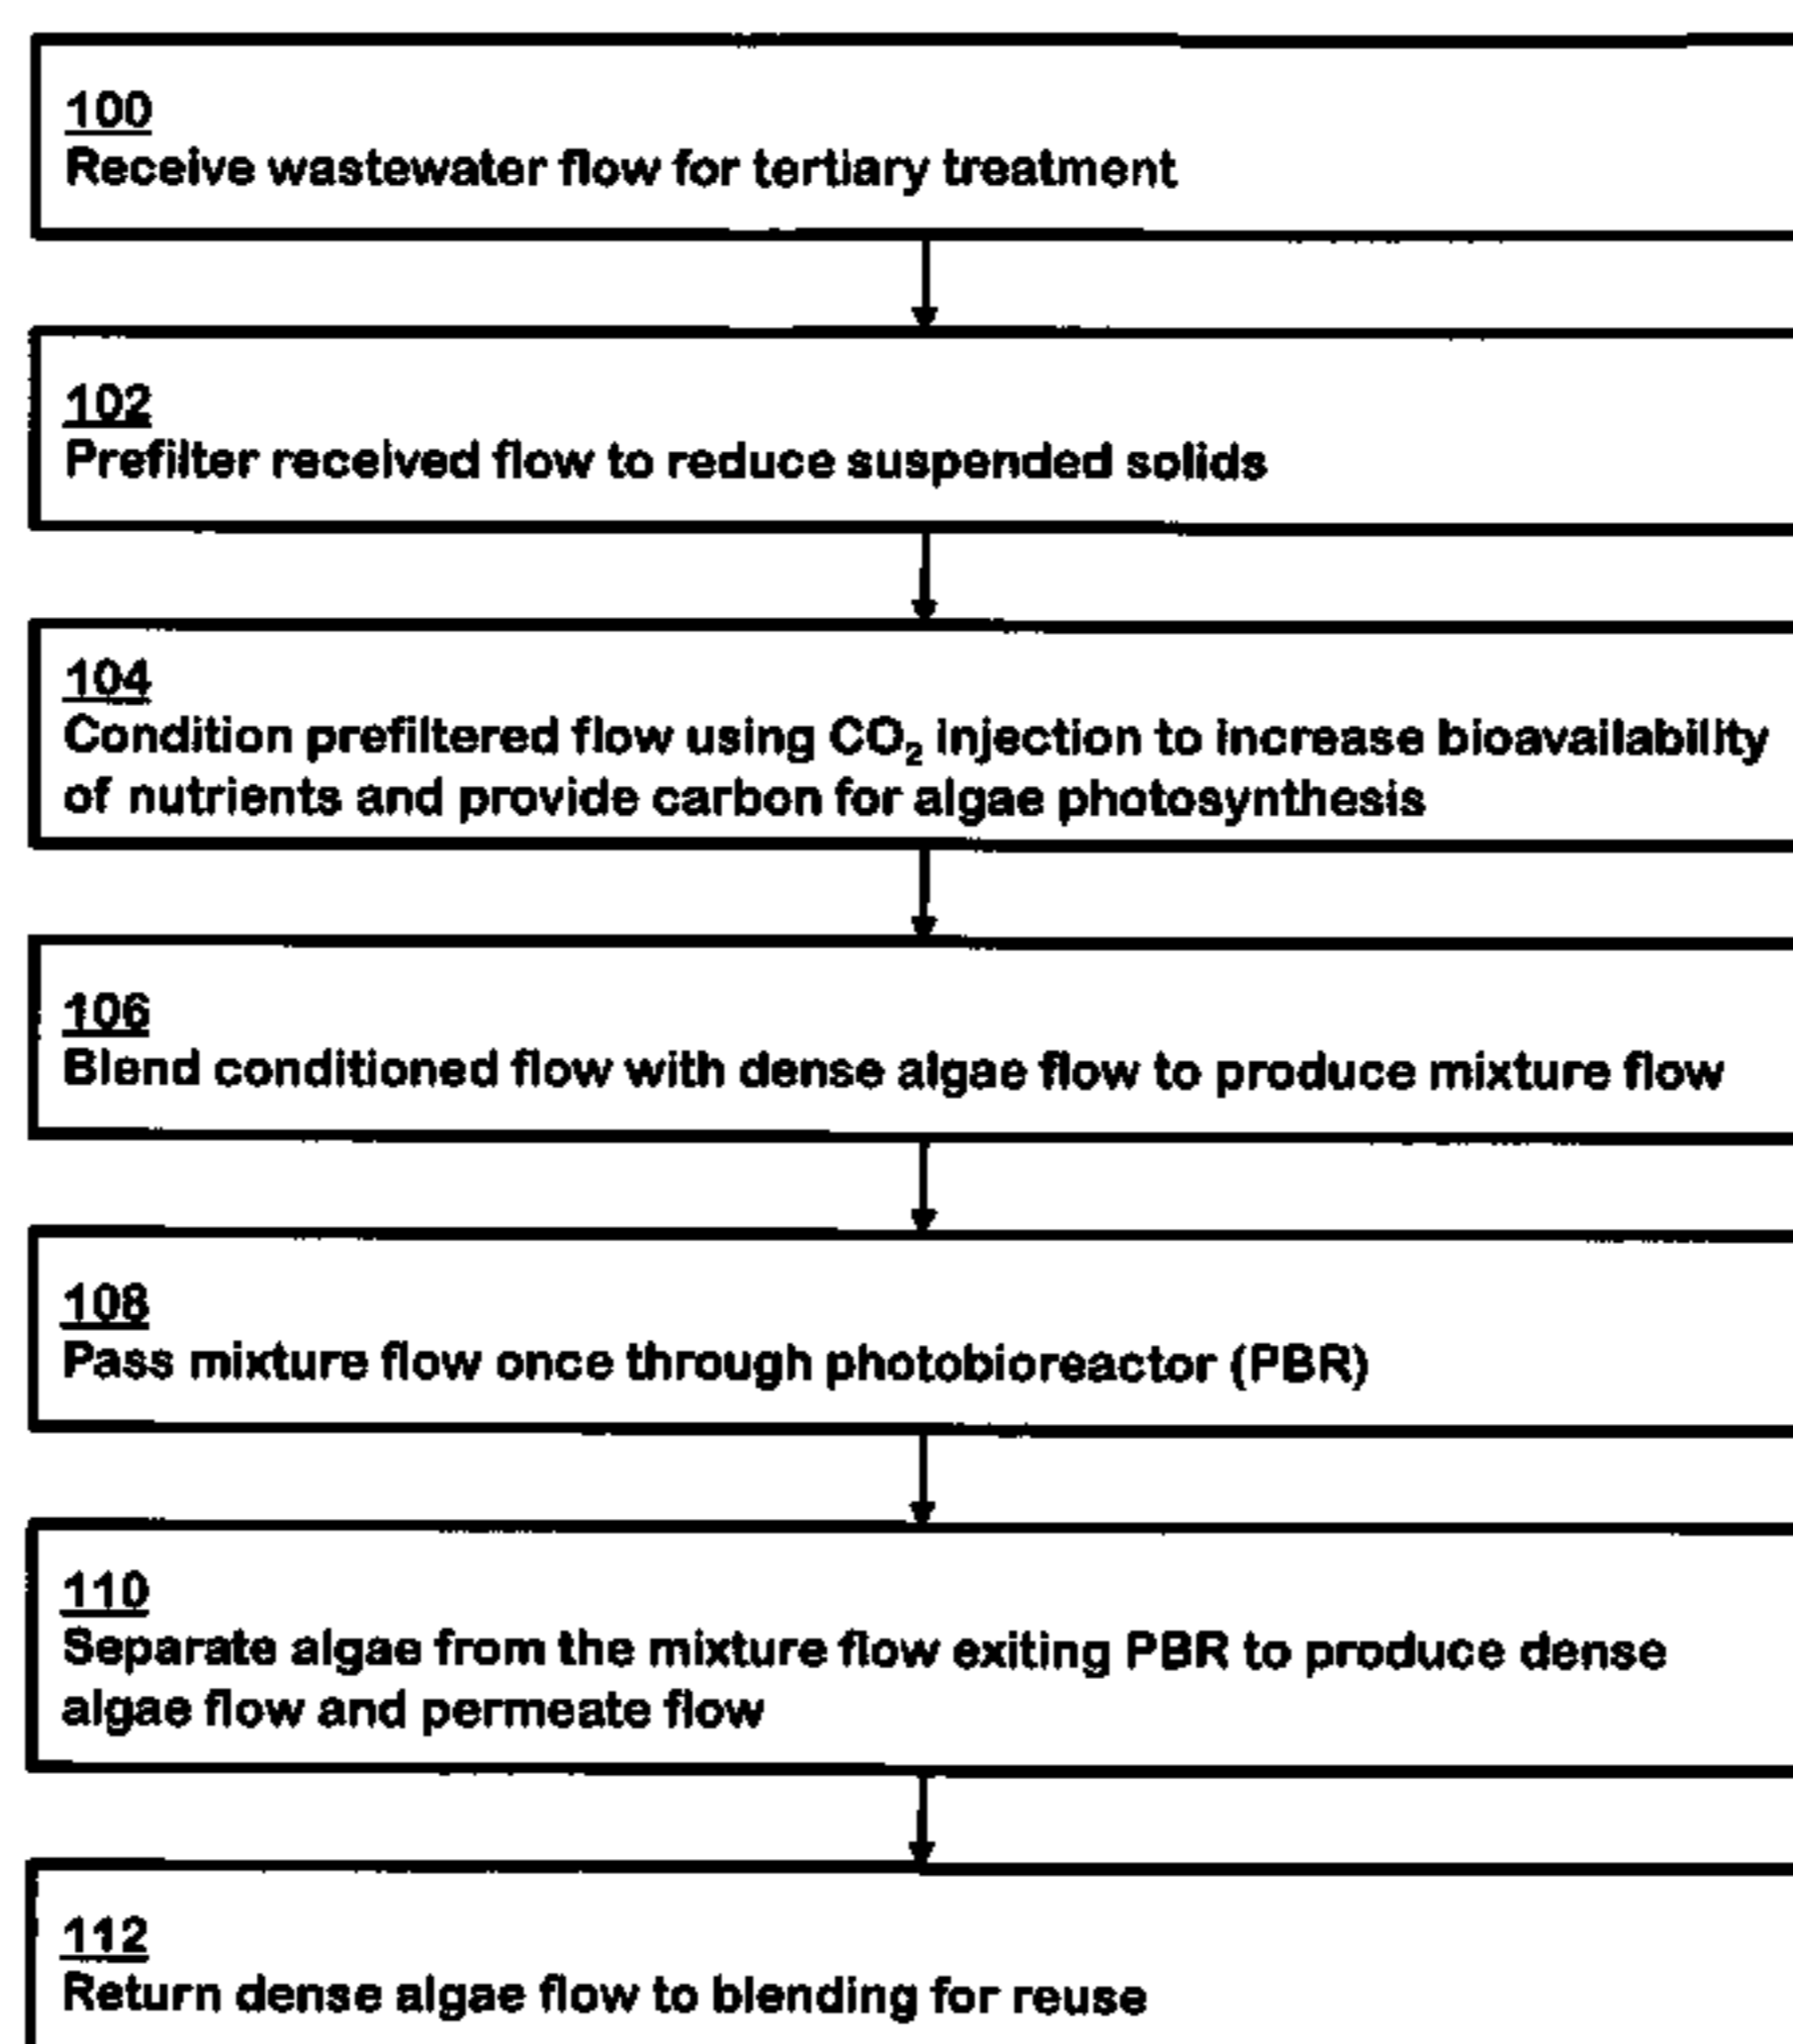 100
Receive wastewater flow for tertiary treatment
102
Prefilter received flow to reduce suspended solids
104
Condition prefiltered flow using CO₂ injection to increase bioavailability
of nutrients and provide carbon for algae photosynthesis
106
Blend conditioned flow with dense algae flow to produce mixture flow
108
Pass mixture flow once through photobioreactor (PBR)
110
Separate algae from the mixture flow exiting PBR to produce dense
algae flow and permeate flow
112
Return dense algae flow to blending for reuse